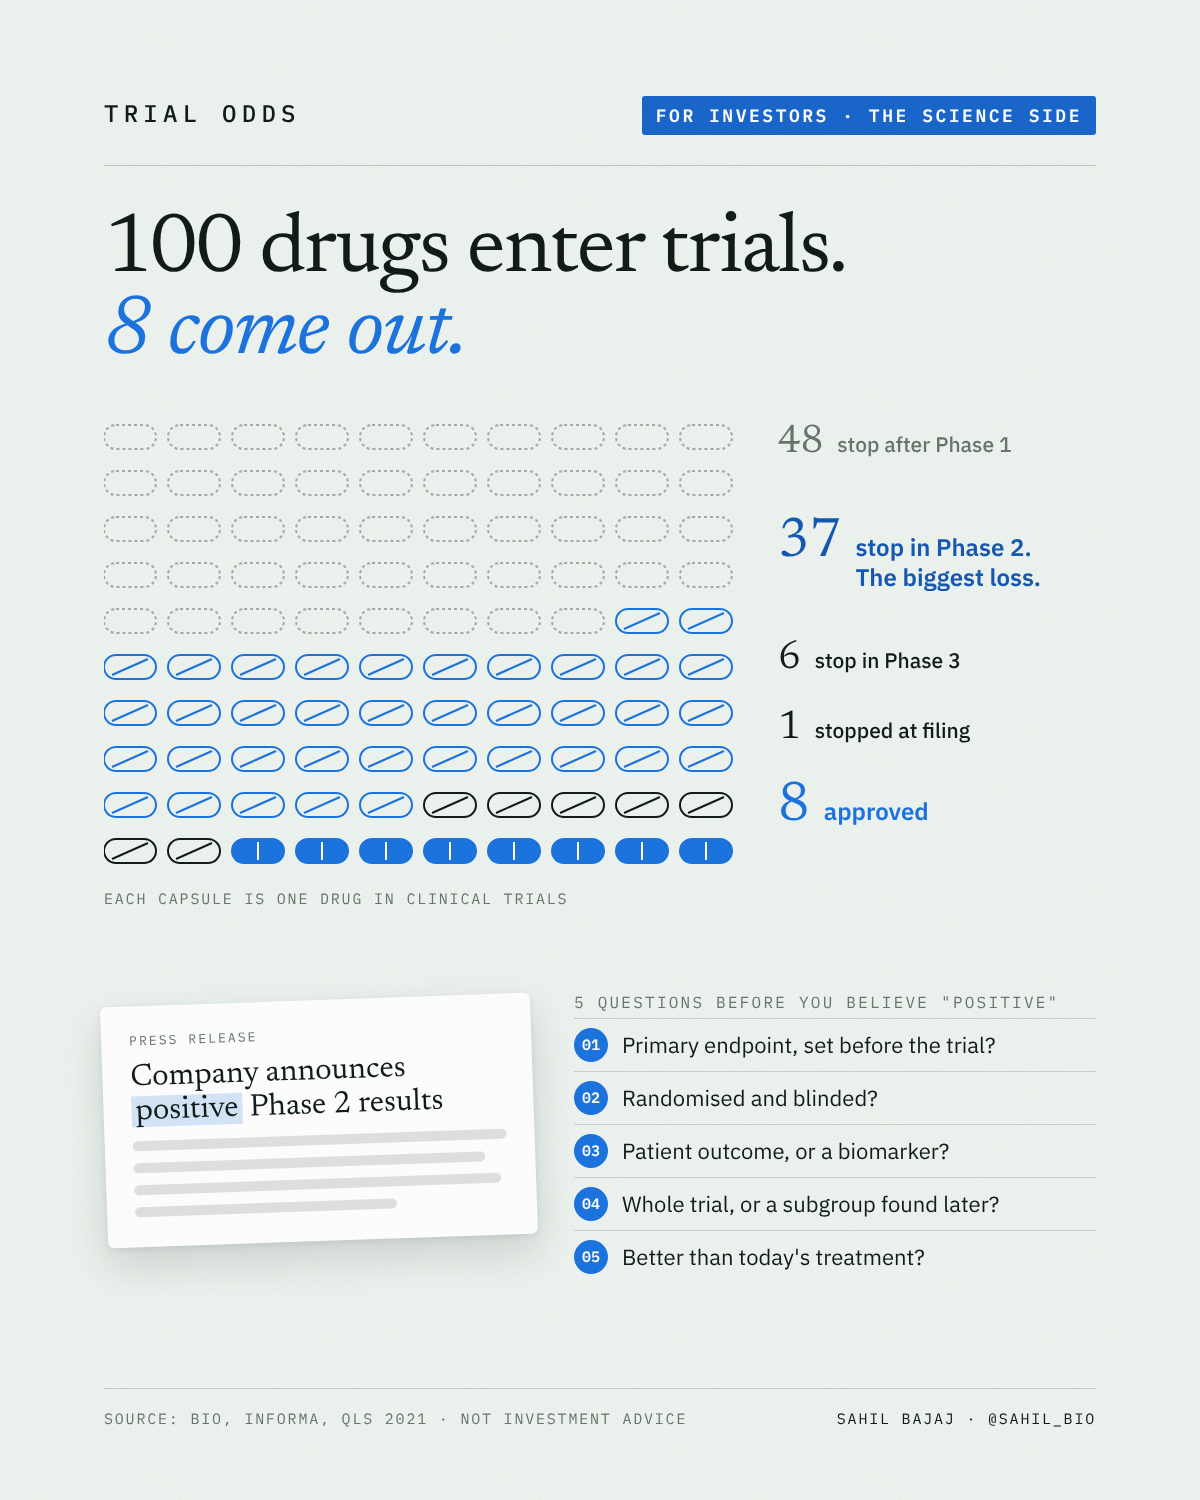 TRIAL ODDS
FOR INVESTORS · THE SCIENCE SIDE
100 drugs enter trials.
8 come out.
48 stop after Phase 1
37 stop in Phase 2.
The biggest loss.
6 stop in Phase 3
1 stopped at filing
8 approved
EACH CAPSULE IS ONE DRUG IN CLINICAL TRIALS
PRESS RELEASE
Company announces
positive Phase 2 results
5 QUESTIONS BEFORE YOU BELIEVE "POSITIVE"
01 Primary endpoint, set before the trial?
02 Randomised and blinded?
03 Patient outcome, or a biomarker?
04 Whole trial, or a subgroup found later?
05 Better than today's treatment?
SOURCE: BIO, INFORMA, QLS 2021 · NOT INVESTMENT ADVICE
SAHIL BAJAJ · @SAHIL_BIO